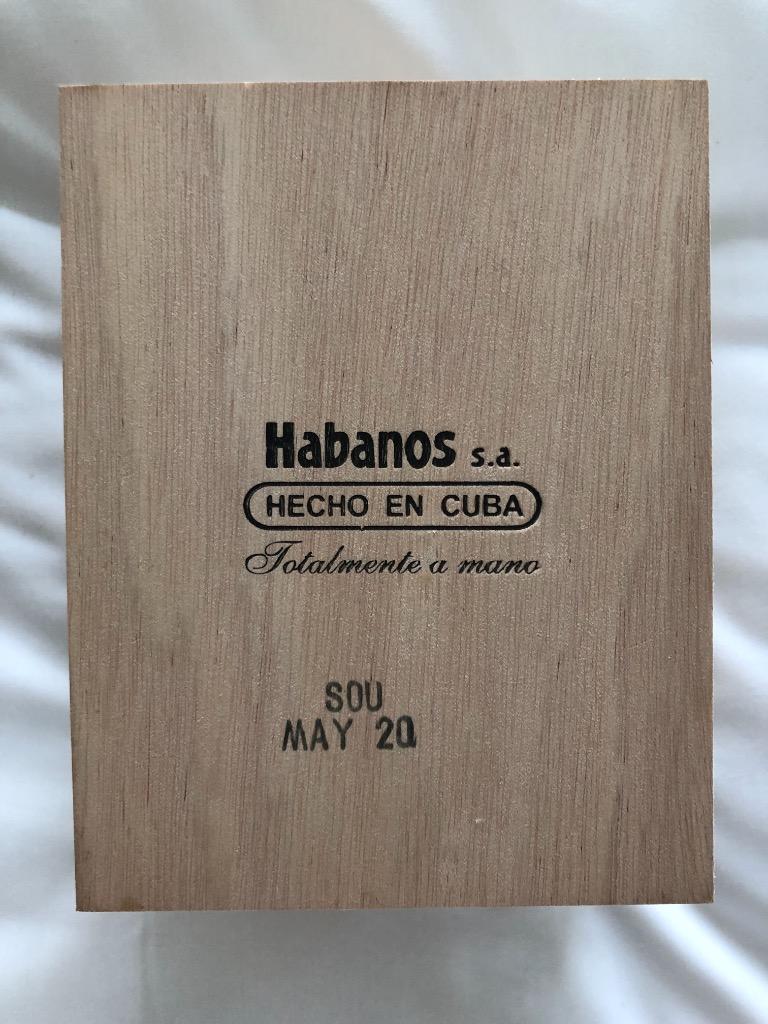 Habanos s.a.
HECHO EN CUBA
Totalmente a mano
SOU
MAY 20